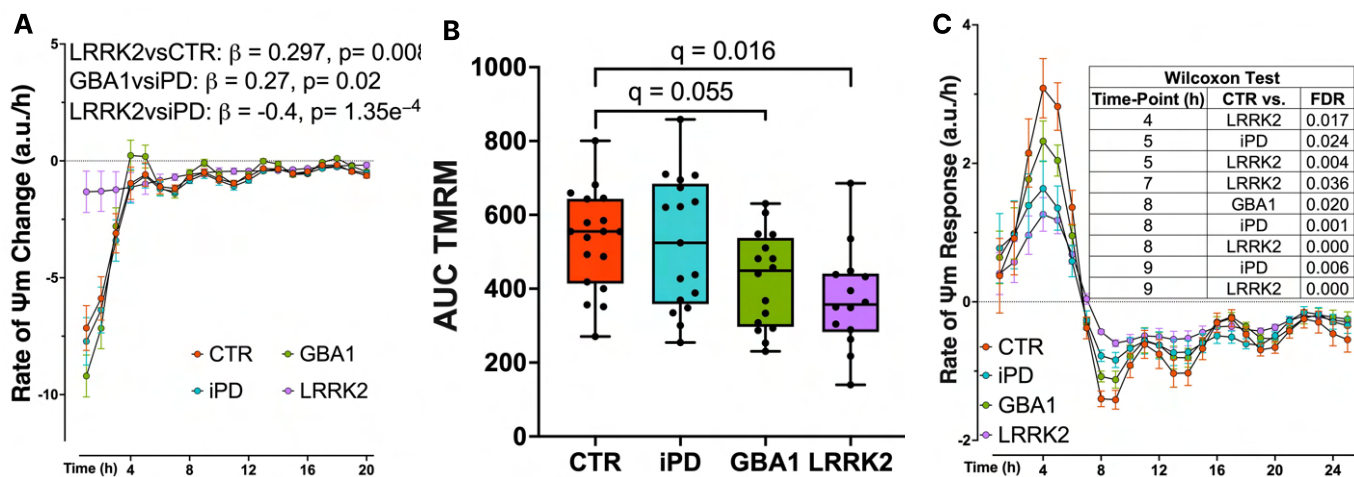 A
Rate of Ψm Change (a.u./h)
5
0
-5
-10
LRRK2vsCTR: β = 0.297, p= 0.008
GBA1vsiPD: β = 0.27, p= 0.02
LRRK2vsiPD: β = -0.4, p= 1.35e⁻⁴
CTR
GBA1
iPD
LRRK2
Time (h)
4
8
12
16
20
B
AUC TMRM
1000
800
600
400
200
0
q = 0.016
q = 0.055
CTR
iPD
GBA1
LRRK2
C
Rate of Ψm Response (a.u./h)
4
2
0
-2
Wilcoxon Test
Time-Point (h) CTR vs. FDR
4 LRRK2 0.017
5 iPD 0.024
5 LRRK2 0.004
7 LRRK2 0.036
8 GBA1 0.020
8 iPD 0.001
8 LRRK2 0.000
9 iPD 0.006
9 LRRK2 0.000
CTR
iPD
GBA1
LRRK2
Time (h)
4
8
12
16
20
24